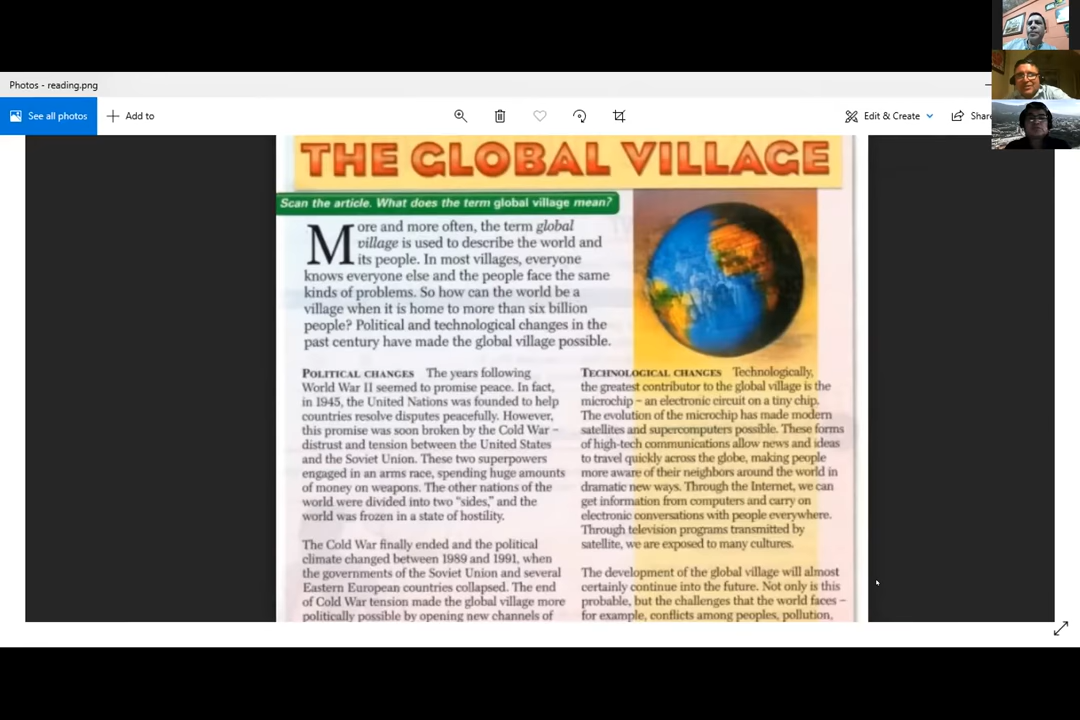 Photos - reading.png
See all photos
Add to
Edit & Create
Share
THE GLOBAL VILLAGE
Scan the article. What does the term global village mean?
More and more often, the term global
village is used to describe the world and
its people. In most villages, everyone
knows everyone else and the people face the same
kinds of problems. So how can the world be a
village when it is home to more than six billion
people? Political and technological changes in the
past century have made the global village possible.
POLITICAL CHANGES The years following
World War II seemed to promise peace. In fact,
in 1945, the United Nations was founded to help
countries resolve disputes peacefully. However,
this promise was soon broken by the Cold War –
distrust and tension between the United States
and the Soviet Union. These two superpowers
engaged in an arms race, spending huge amounts
of money on weapons. The other nations of the
world were divided into two "sides," and the
world was frozen in a state of hostility.
The Cold War finally ended and the political
climate changed between 1989 and 1991, when
the governments of the Soviet Union and several
Eastern European countries collapsed. The end
of Cold War tension made the global village more
politically possible by opening new channels of
TECHNOLOGICAL CHANGES Technologically,
the greatest contributor to the global village is the
microchip – an electronic circuit on a tiny chip.
The evolution of the microchip has made modern
satellites and supercomputers possible. These forms
of high-tech communications allow news and ideas
to travel quickly across the globe, making people
more aware of their neighbors around the world in
dramatic new ways. Through the Internet, we can
get information from computers and carry on
electronic conversations with people everywhere.
Through television programs transmitted by
satellite, we are exposed to many cultures.
The development of the global village will almost
certainly continue into the future. Not only is this
probable, but the challenges that the world faces –
for example, conflicts among peoples, pollution,